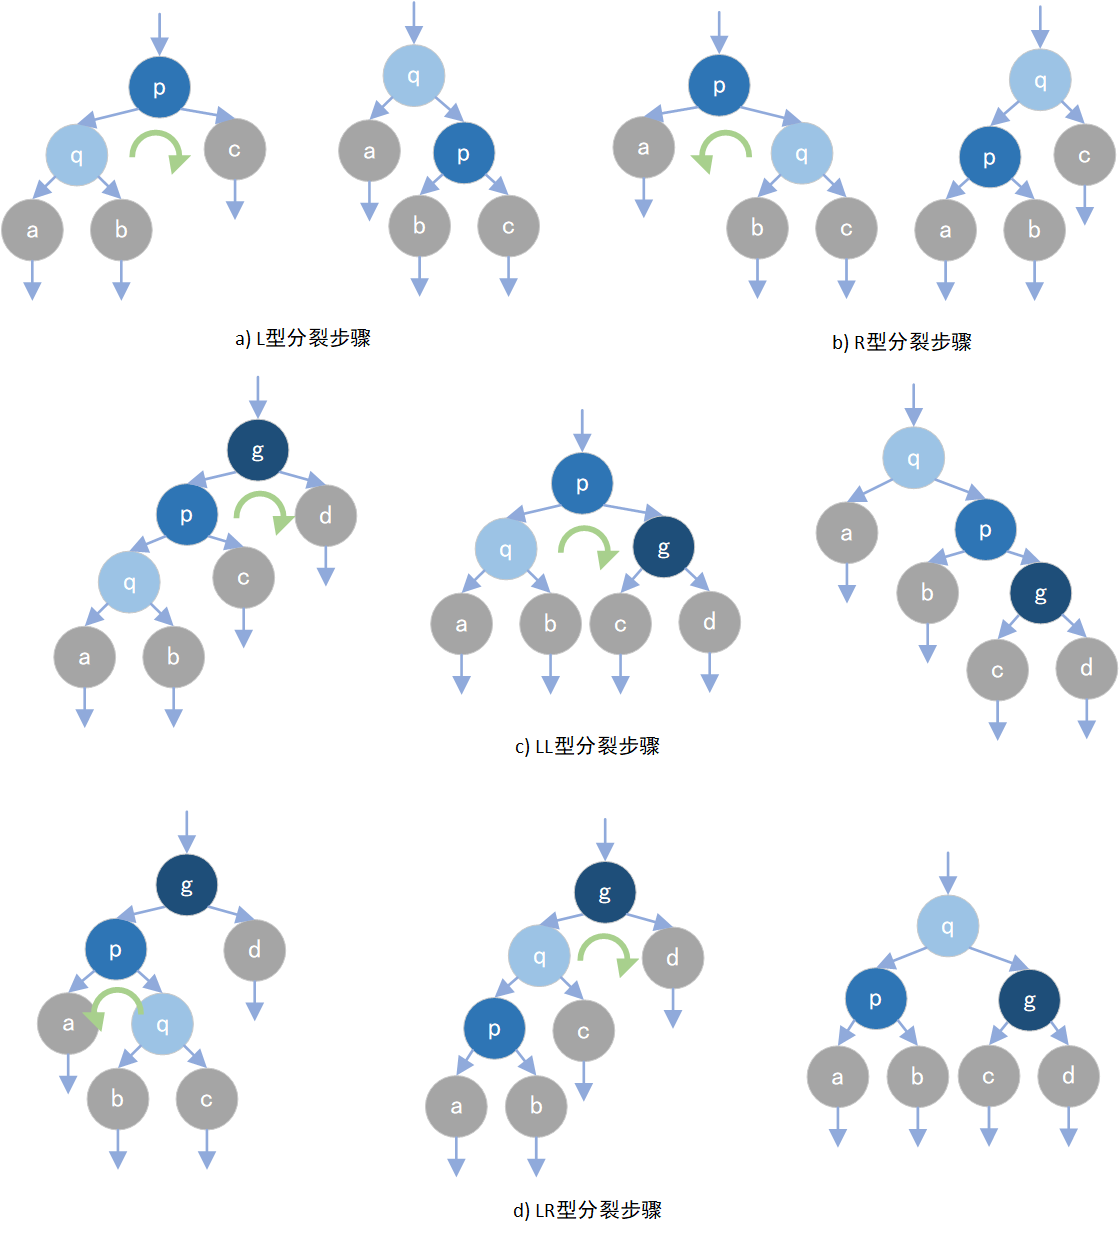 p q
q c a p
a b b c
p q
a q p c
b c a b
a) L型分裂步骤
b) R型分裂步骤
g
p d
q c
a b
p
q g
a b c d
q
a p
b g
c d
c) LL型分裂步骤
g
p d
a q
b c
g
q d
p c
a b
q
p g
a b c d
d) LR型分裂步骤